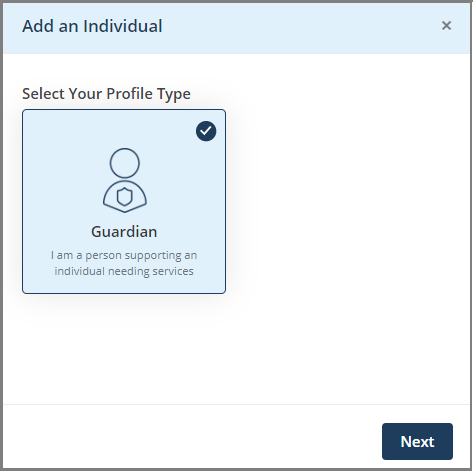 Add an Individual
×
Select Your Profile Type
Guardian
I am a person supporting an
individual needing services
Next